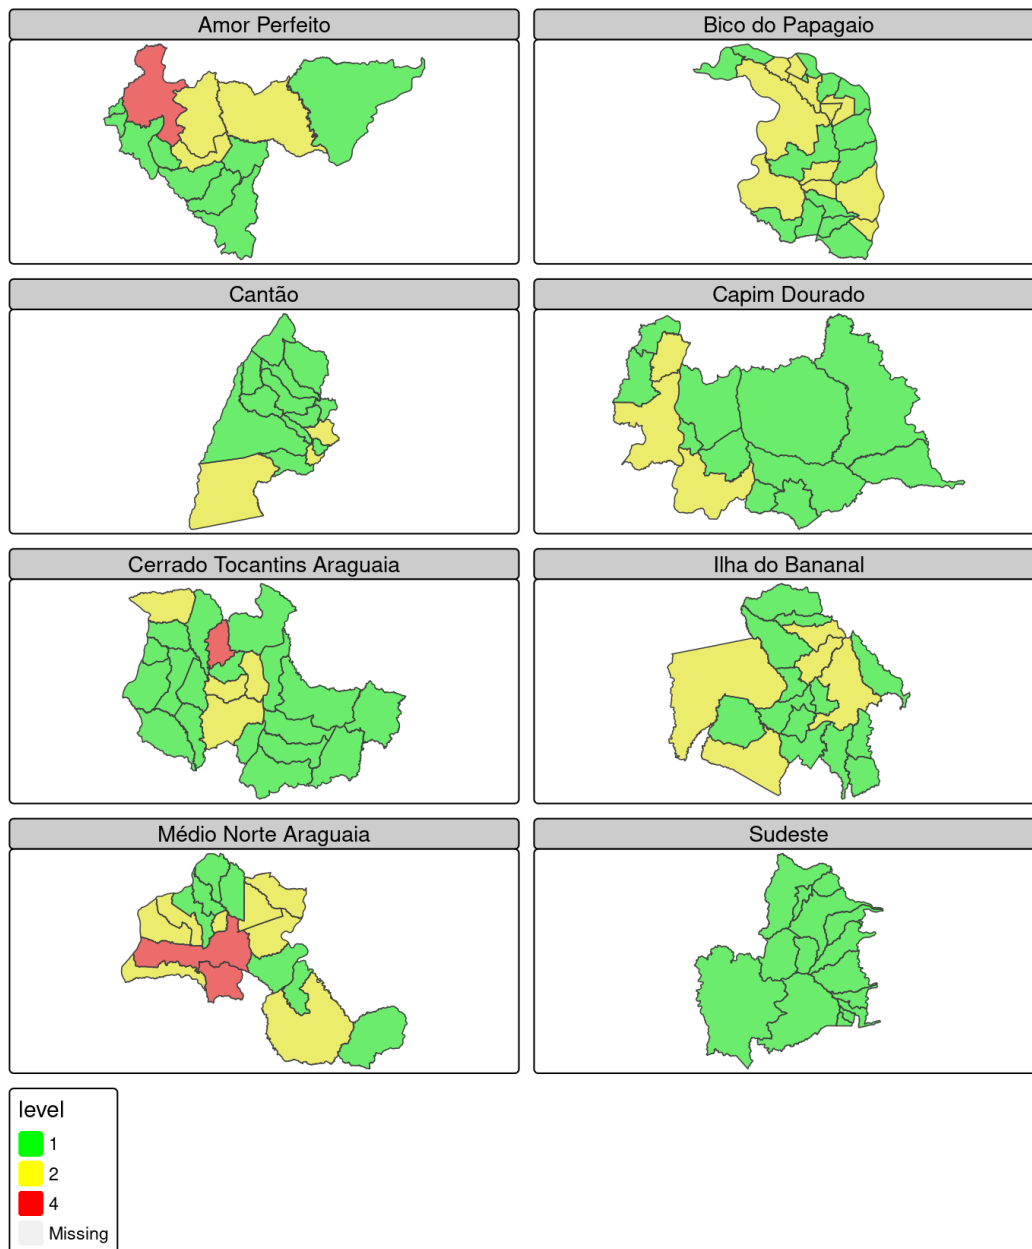 Amor Perfeito
Bico do Papagaio
Cantão
Capim Dourado
Cerrado Tocantins Araguaia
Ilha do Bananal
Médio Norte Araguaia
Sudeste
level
1
2
4
Missing